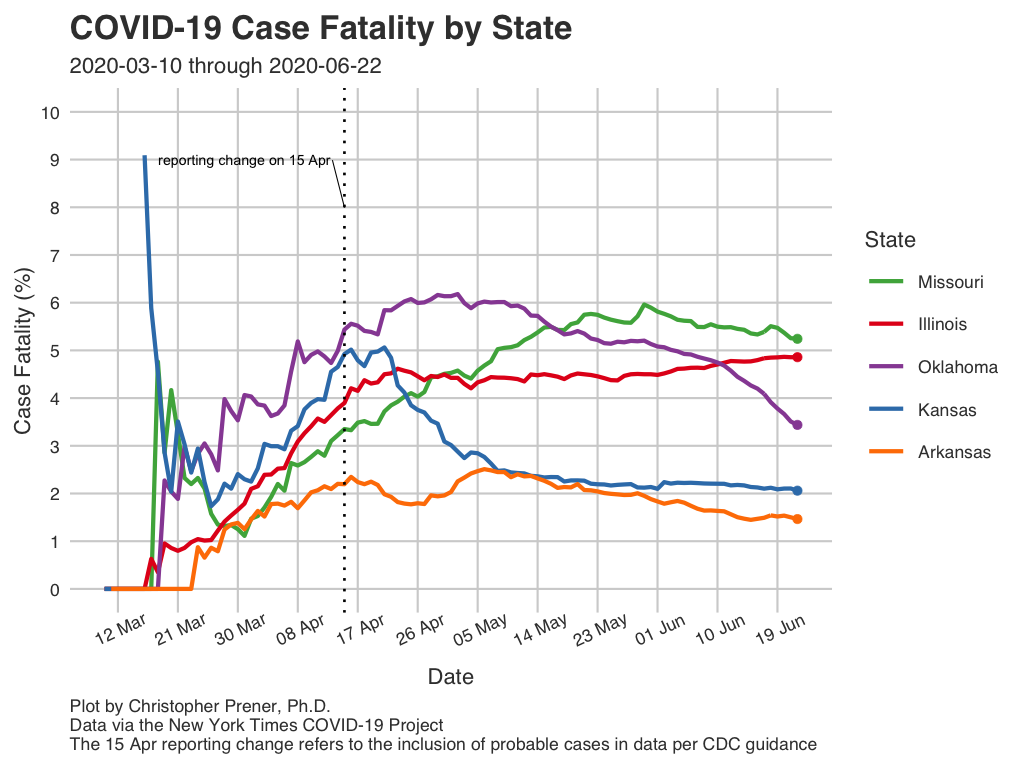 COVID-19 Case Fatality by State
2020-03-10 through 2020-06-22
10
9
8
7
6
5
4
3
2
1
0
Case Fatality (%)
reporting change on 15 Apr
12 Mar
21 Mar
30 Mar
08 Apr
17 Apr
26 Apr
05 May
14 May
23 May
01 Jun
10 Jun
19 Jun
Date
State
Missouri
Illinois
Oklahoma
Kansas
Arkansas
Plot by Christopher Prener, Ph.D.
Data via the New York Times COVID-19 Project
The 15 Apr reporting change refers to the inclusion of probable cases in data per CDC guidance